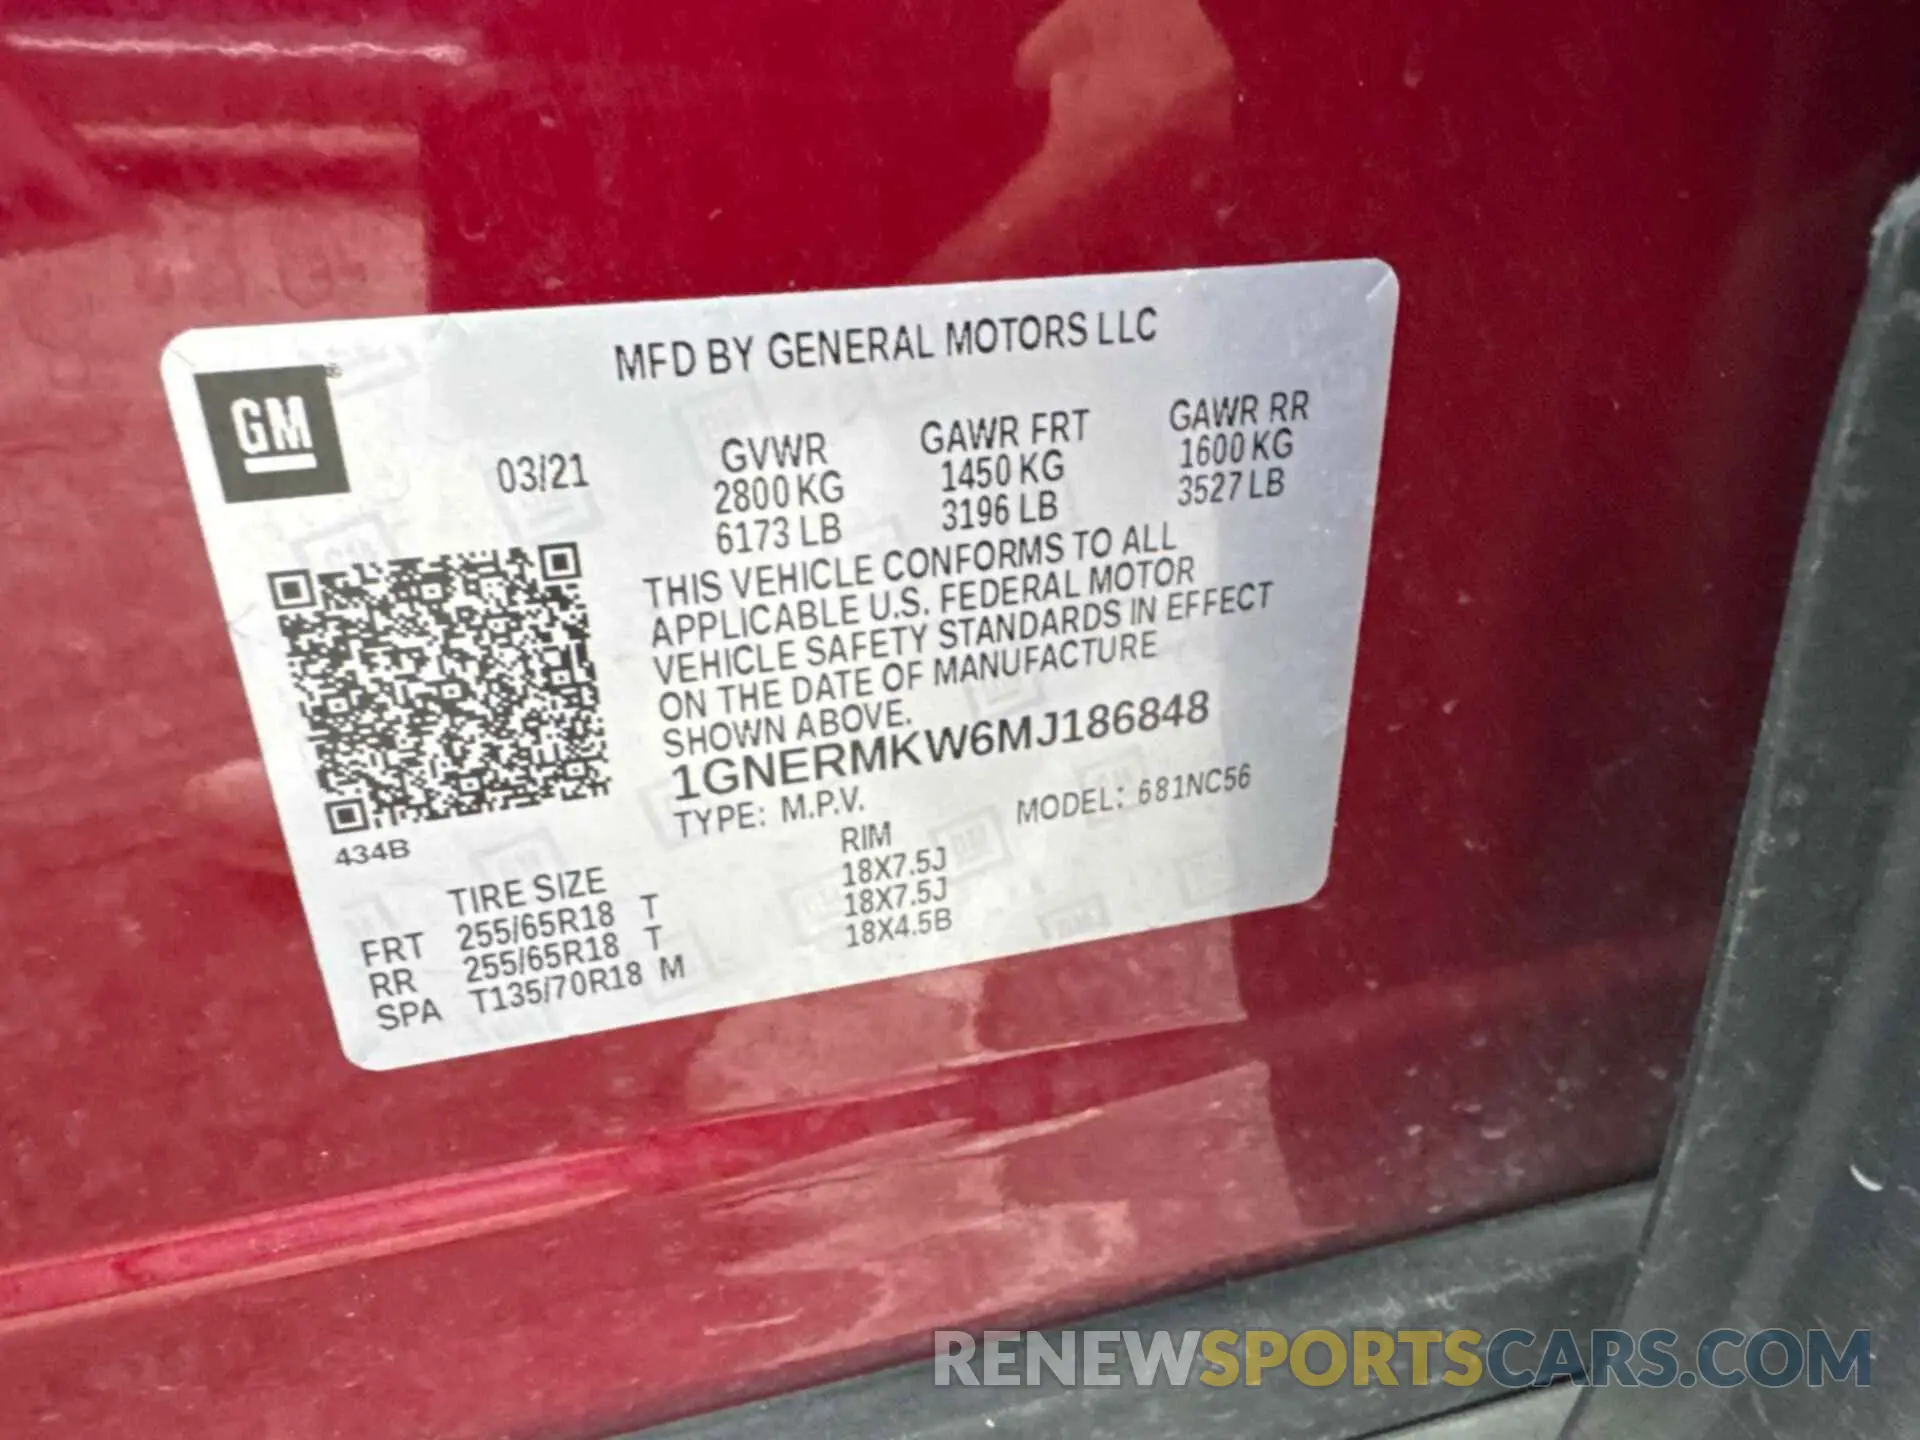 MFD BY GENERAL MOTORS LLC
GM
®
03/21
GVWR
2800 KG
6173 LB
GAWR FRT
1450 KG
3196 LB
GAWR RR
1600 KG
3527 LB
THIS VEHICLE CONFORMS TO ALL
APPLICABLE U.S. FEDERAL MOTOR
VEHICLE SAFETY STANDARDS IN EFFECT
ON THE DATE OF MANUFACTURE
SHOWN ABOVE.
1GNERMKW6MJ186848
TYPE: M.P.V.
MODEL: 681NC56
434B
TIRE SIZE RIM
FRT 255/65R18 T 18X7.5J
RR 255/65R18 T 18X7.5J
SPA T135/70R18 M 18X4.5B
RENEWSPORTSCARS.COM